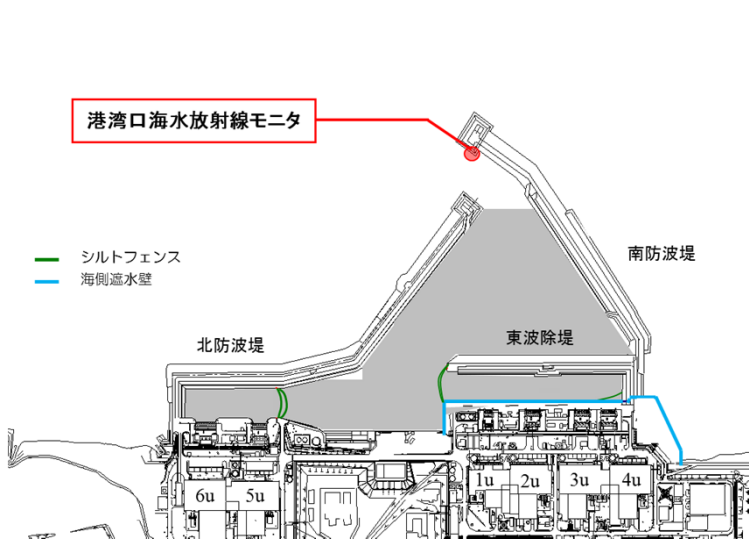 港湾口海水放射線モニタ
南防波堤
シルトフェンス
海側遮水壁
東波除堤
北防波堤
1u
2u
3u
4u
6u
5u